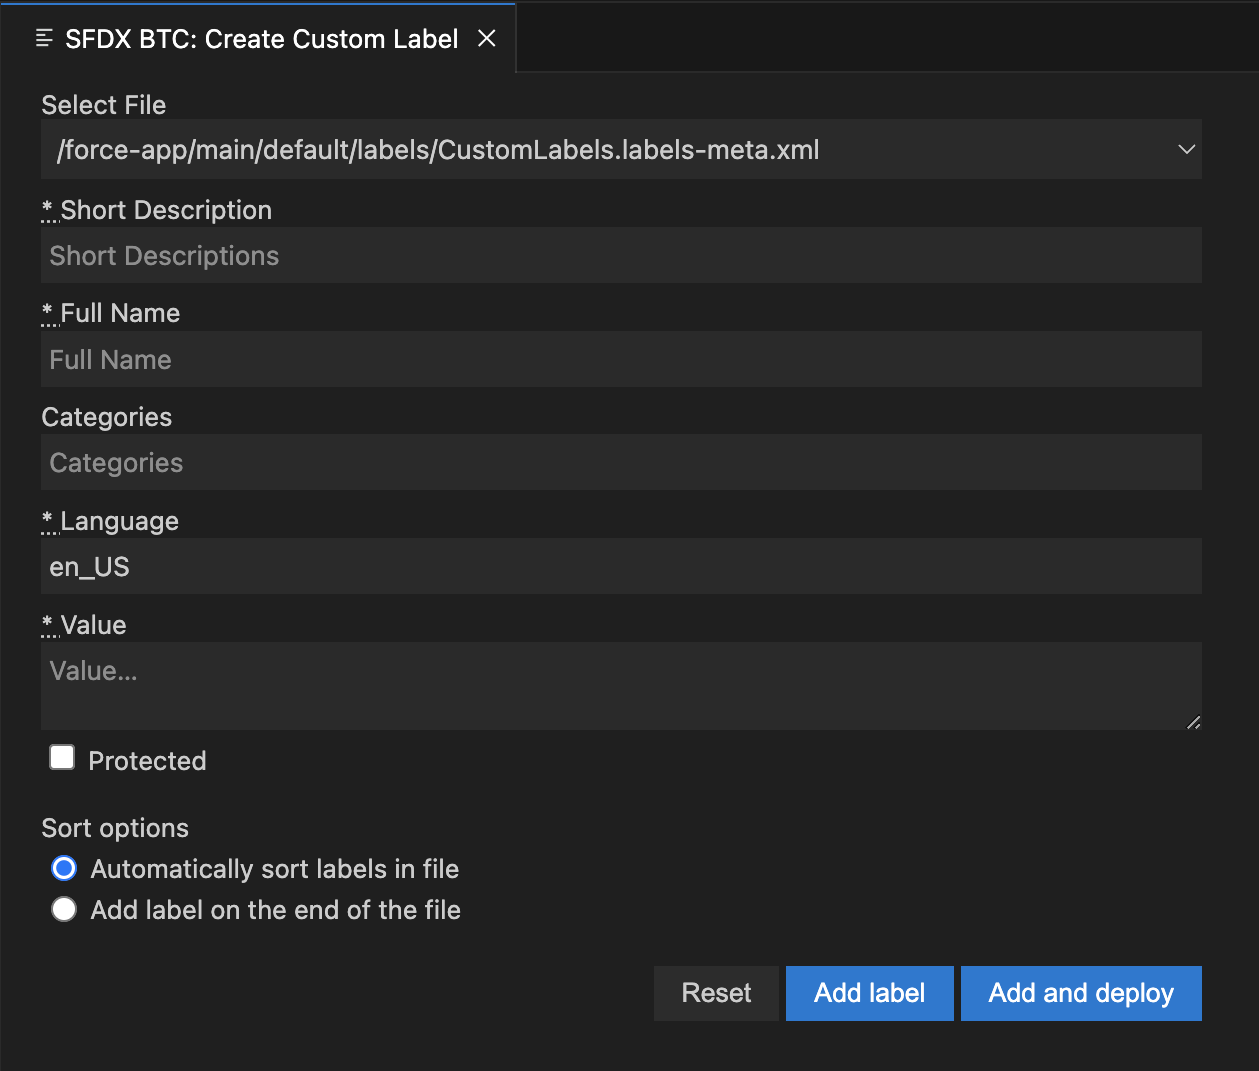 SFDX BTC: Create Custom Label
Select File
/force-app/main/default/labels/CustomLabels.labels-meta.xml
* Short Description
Short Descriptions
* Full Name
Full Name
Categories
Categories
* Language
en_US
* Value
Value...
Protected
Sort options
Automatically sort labels in file
Add label on the end of the file
Reset Add label Add and deploy